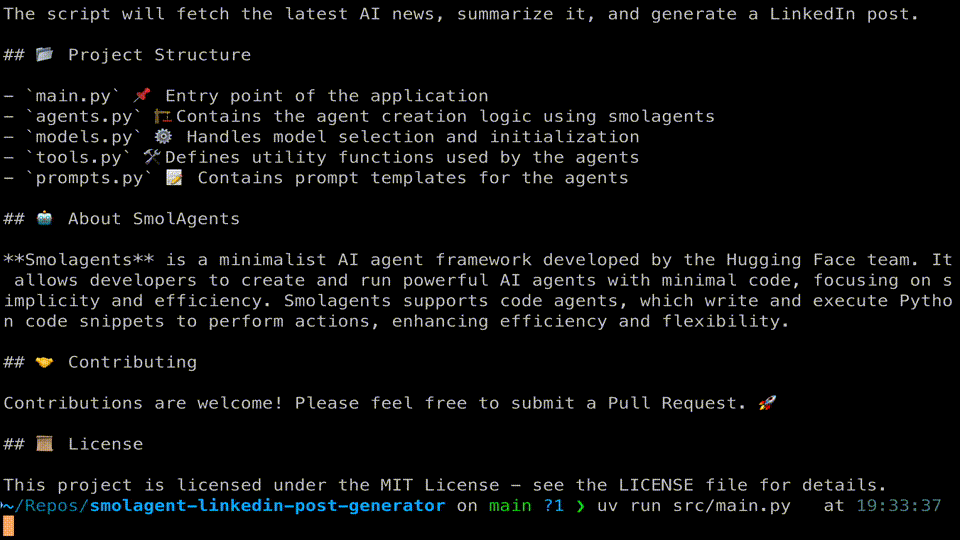 The script will fetch the latest AI news, summarize it, and generate a LinkedIn post.
## 📂 Project Structure
- `main.py` 📌 Entry point of the application
- `agents.py` 🏗️Contains the agent creation logic using smolagents
- `models.py` ⚙️ Handles model selection and initialization
- `tools.py` 🛠️Defines utility functions used by the agents
- `prompts.py` 📝 Contains prompt templates for the agents
## 🤖 About SmolAgents
**Smolagents** is a minimalist AI agent framework developed by the Hugging Face team. It
 allows developers to create and run powerful AI agents with minimal code, focusing on s
implicity and efficiency. Smolagents supports code agents, which write and execute Pytho
n code snippets to perform actions, enhancing efficiency and flexibility.
## 🤝 Contributing
Contributions are welcome! Please feel free to submit a Pull Request. 🚀
## 📜 License
This project is licensed under the MIT License - see the LICENSE file for details.
~/Repos/smolagent-linkedin-post-generator on main ?1 ❯ uv run src/main.py   at 19:33:37